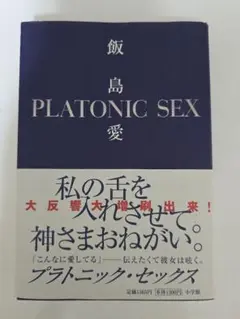 飯島愛
PLATONIC SEX
大反響大増刷出来!
私の舌を
入れさせて。
神さまおねがい。
「こんなに愛してる」——伝えたくて彼女は呟く。
プラトニック・セックス
小学館